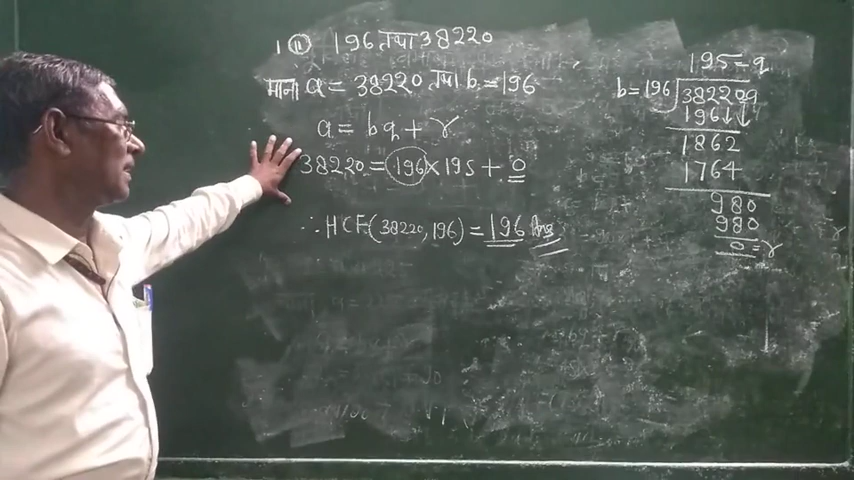 1 (ii) 196 तथा 38220
माना a = 38220 तथा b = 196
a = bq + r
38220 = 196 × 195 + 0
∴ HCF(38220, 196) = 196 Ans
195 = q
b = 196 38220 a
196 ↓ ↓
1862
1764
980
980
0 = r